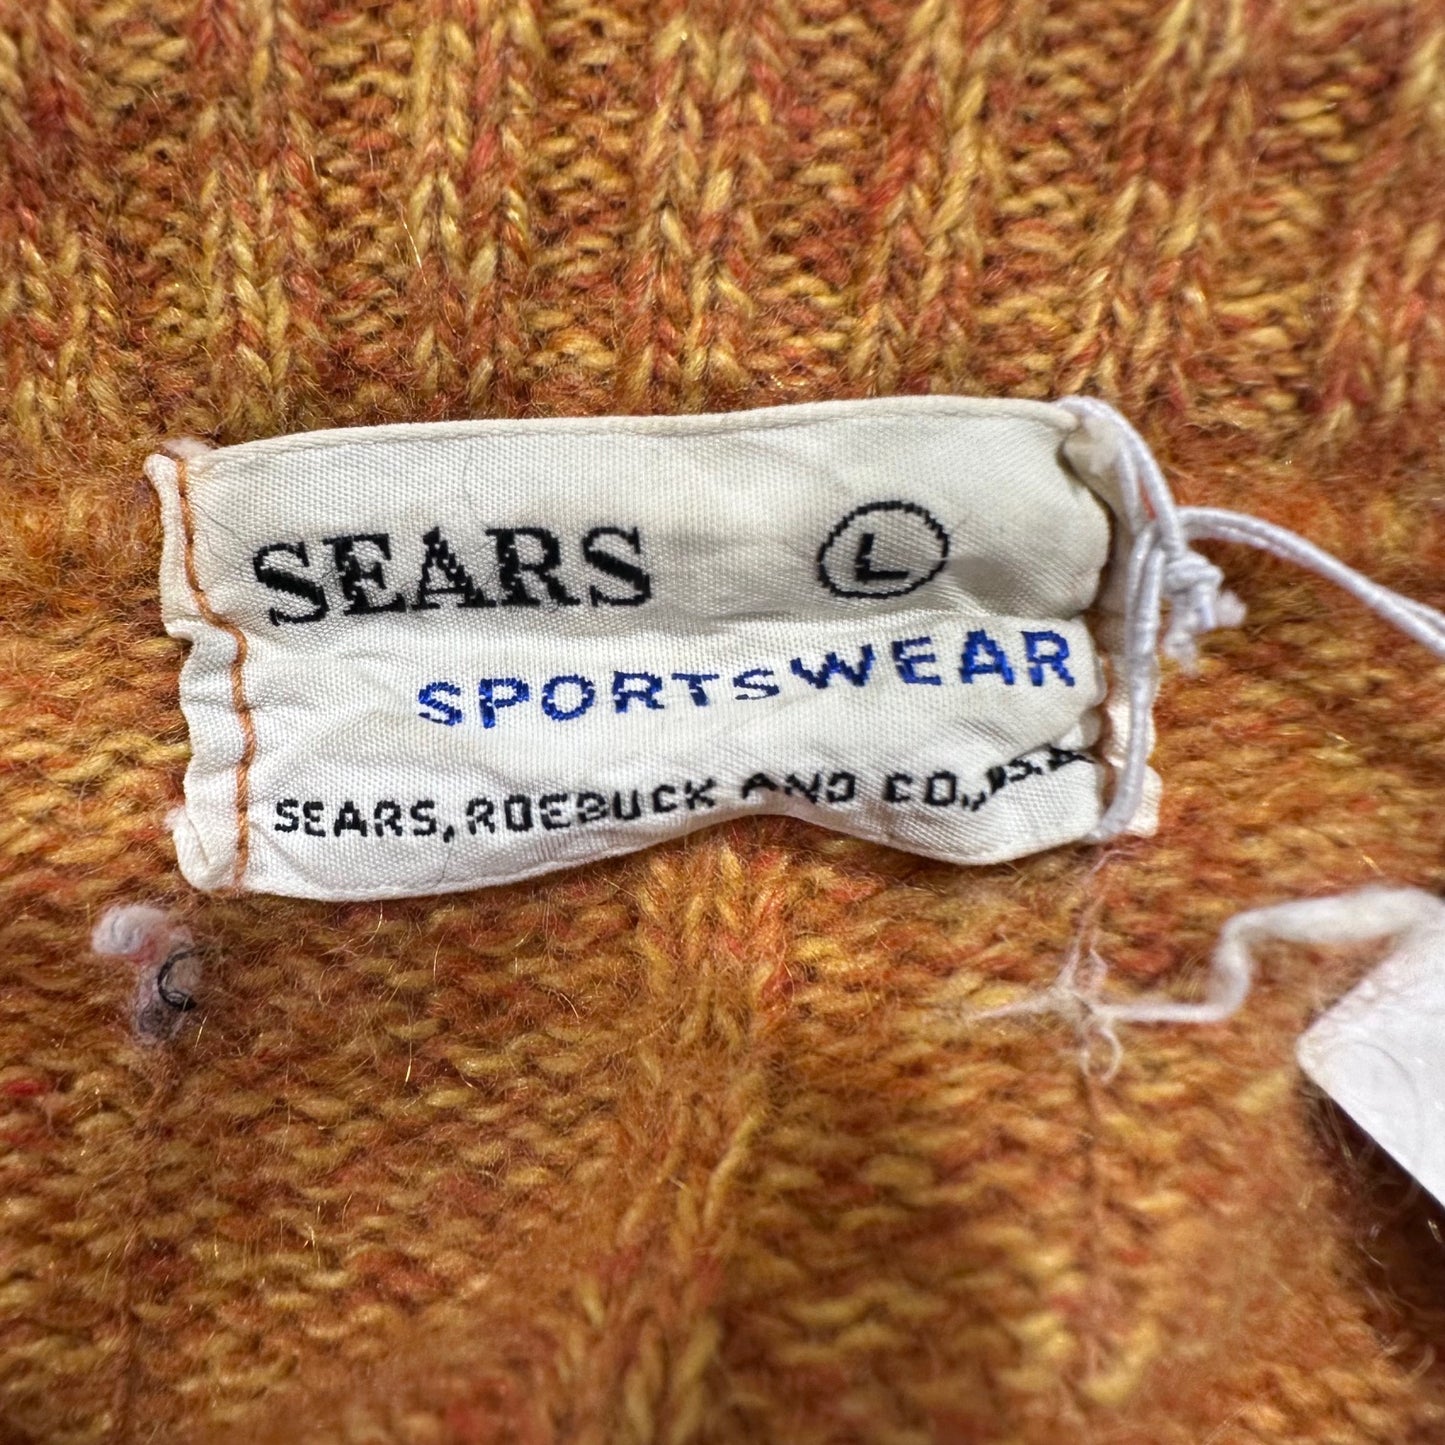 SEARS L
SPORTSWEAR
SEARS, ROEBUCK AND CO., U.S.A.